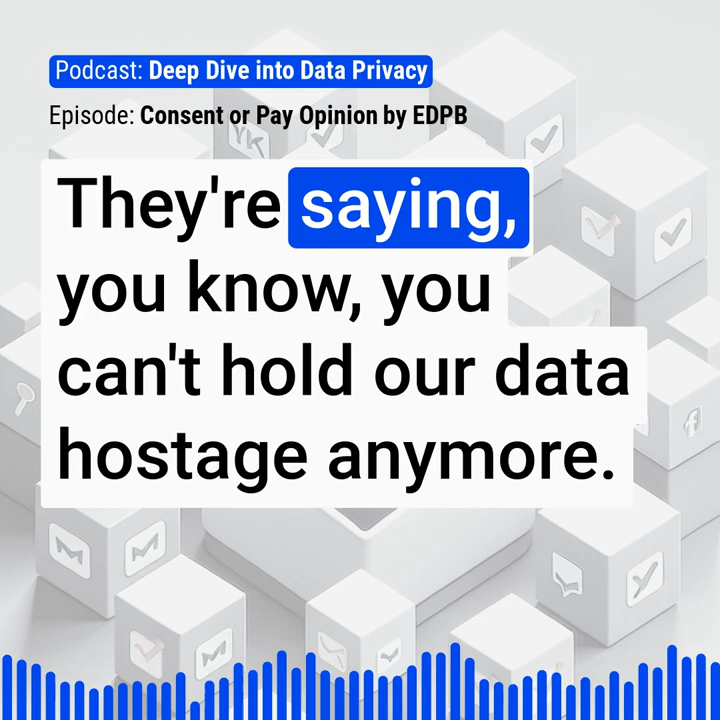 Podcast: Deep Dive into Data Privacy
Episode: Consent or Pay Opinion by EDPB
They're saying,
you know, you
can't hold our data
hostage anymore.